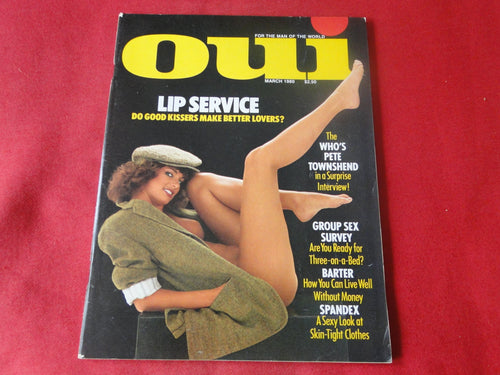 FOR THE MAN OF THE WORLD
oui
MARCH 1980 $2.50
LIP SERVICE
DO GOOD KISSERS MAKE BETTER LOVERS?
The
WHO'S
PETE
TOWNSHEND
in a Surprise
Interview!
GROUP SEX
SURVEY
Are You Ready for
Three-on-a-Bed?
BARTER
How You Can Live Well
Without Money
SPANDEX
A Sexy Look at
Skin-Tight Clothes